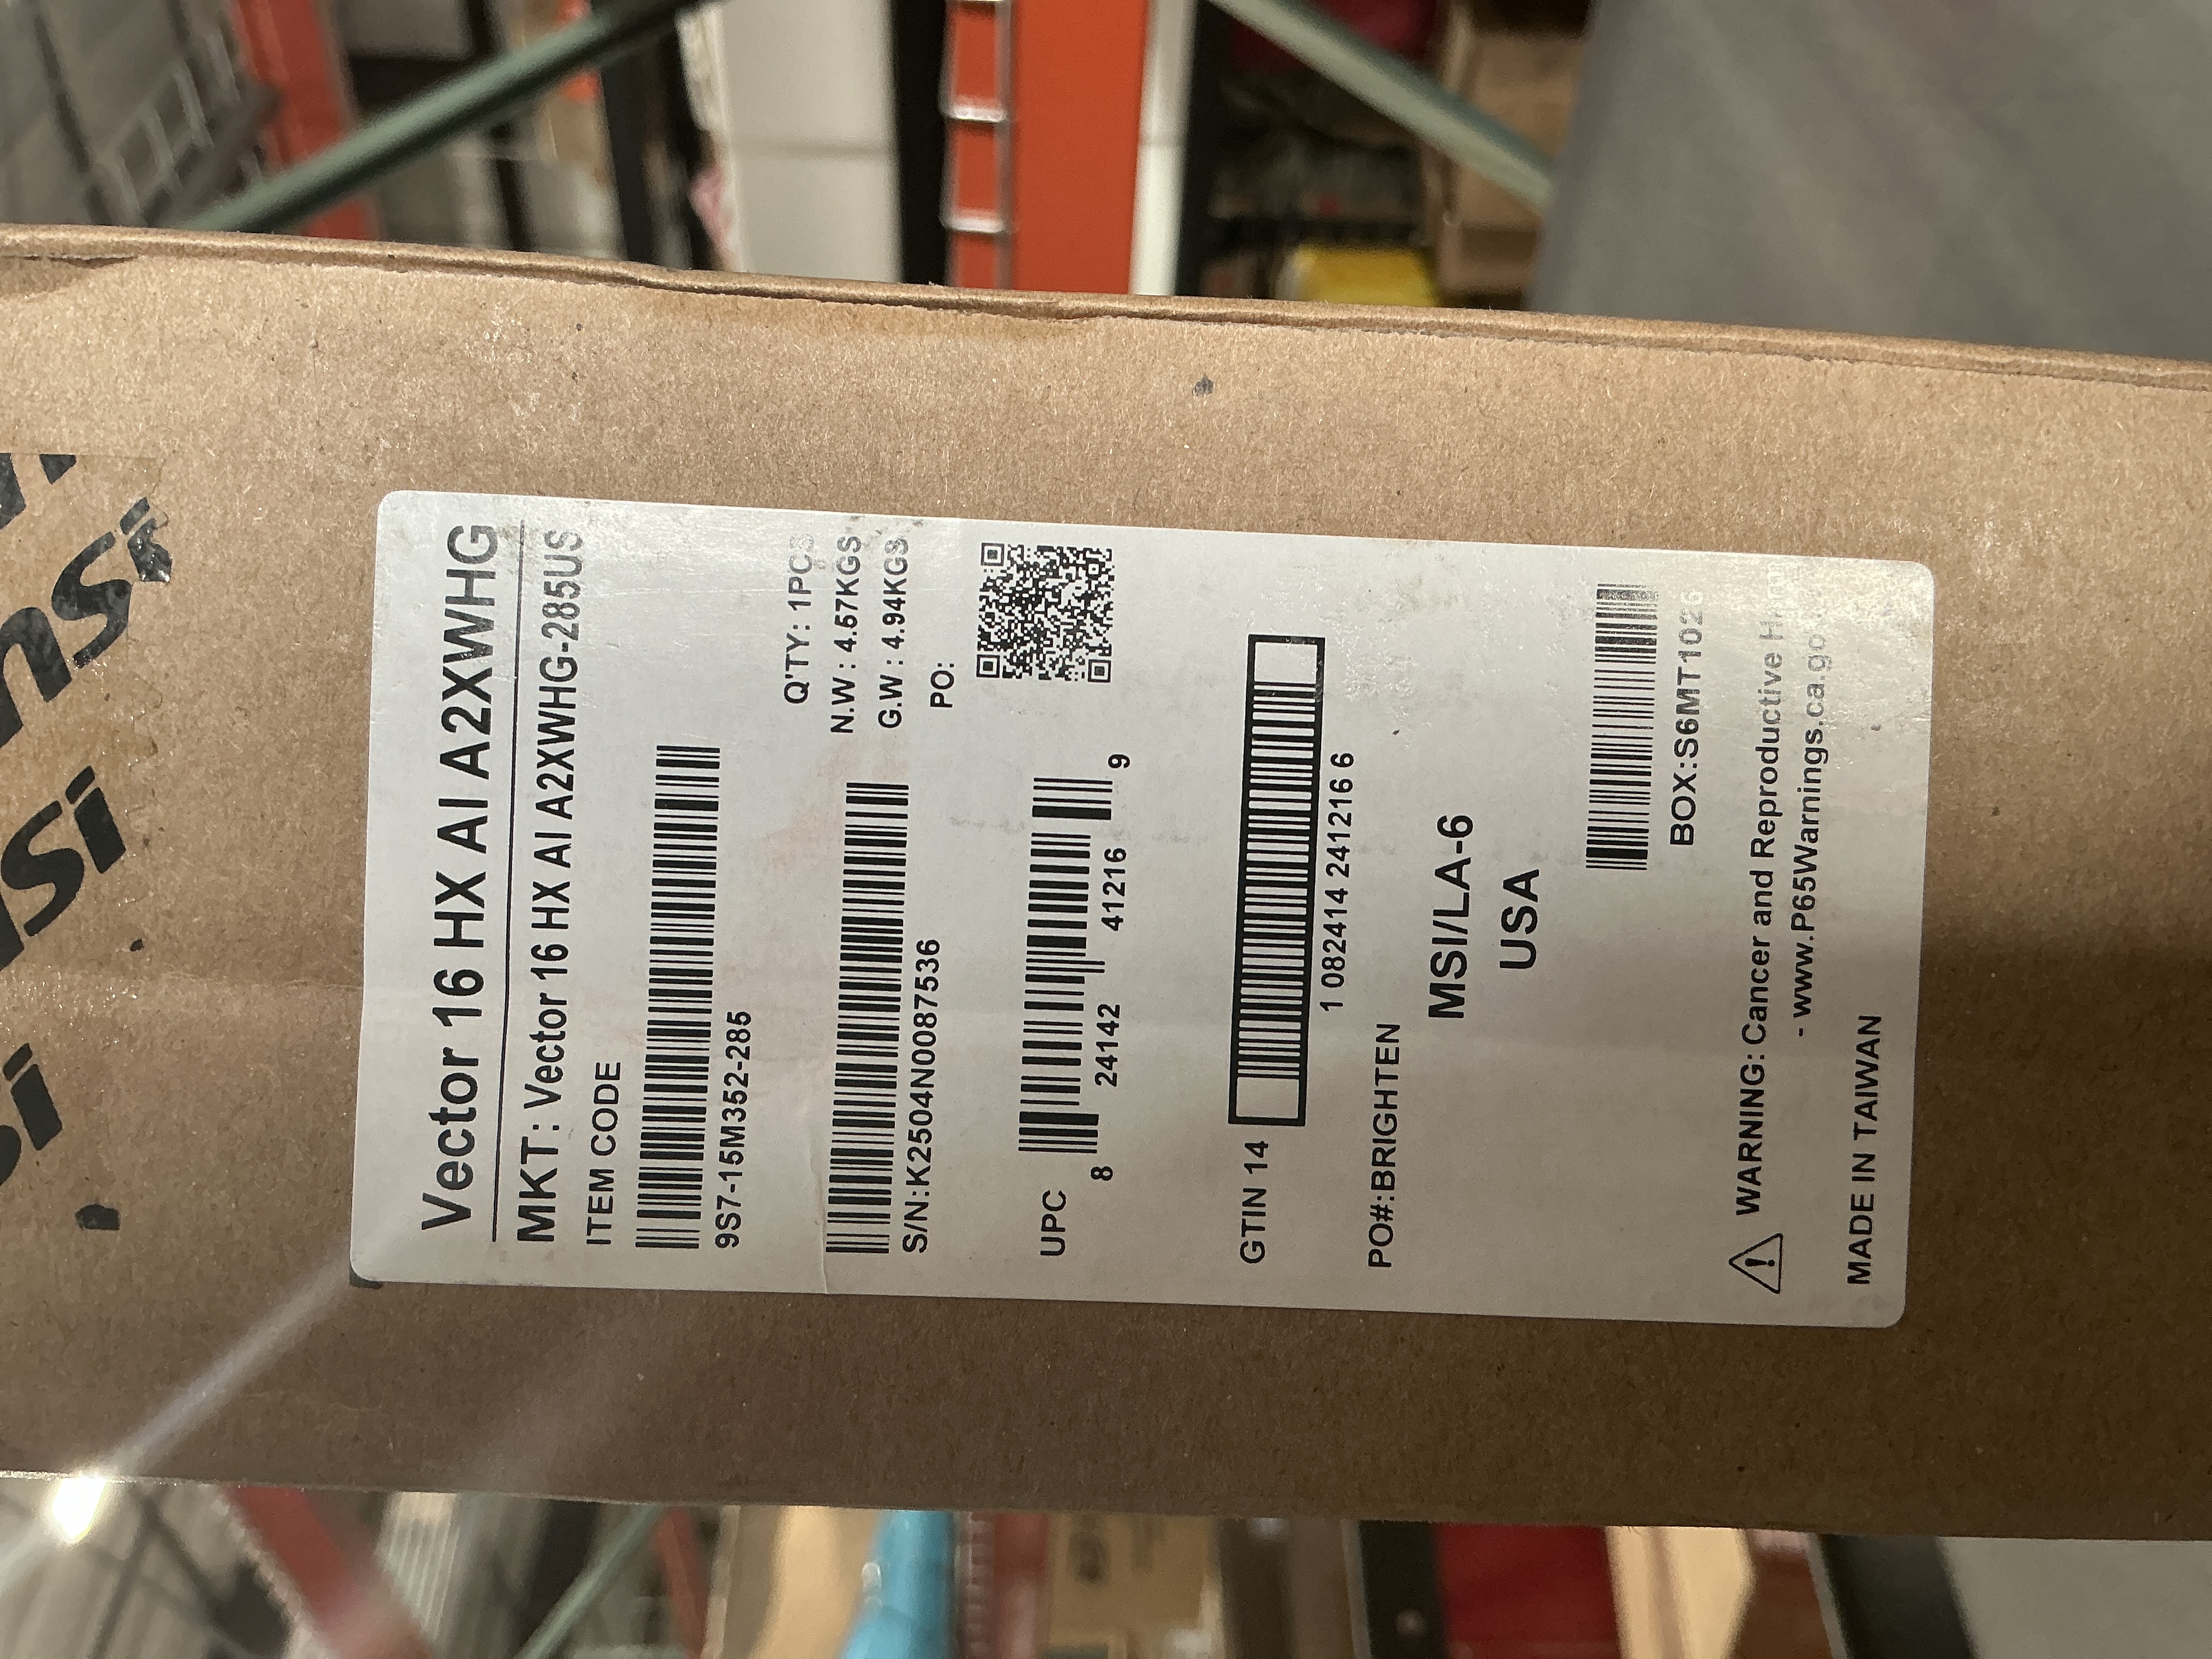 msi
msi
Vector 16 HX AI A2XWHG
MKT: Vector 16 HX AI A2XWHG-285US
ITEM CODE
9S7-15M352-285
Q'TY: 1PCS
S/N:K2504N0087536
N.W : 4.57KGS
G.W : 4.94KGS
PO:
UPC
8 24142 41216 9
GTIN 14
1 082414 241216 6
PO#:BRIGHTEN
MSI/LA-6
USA
BOX:S6MT1026
WARNING: Cancer and Reproductive
- www.P65Warnings.ca.go
MADE IN TAIWAN